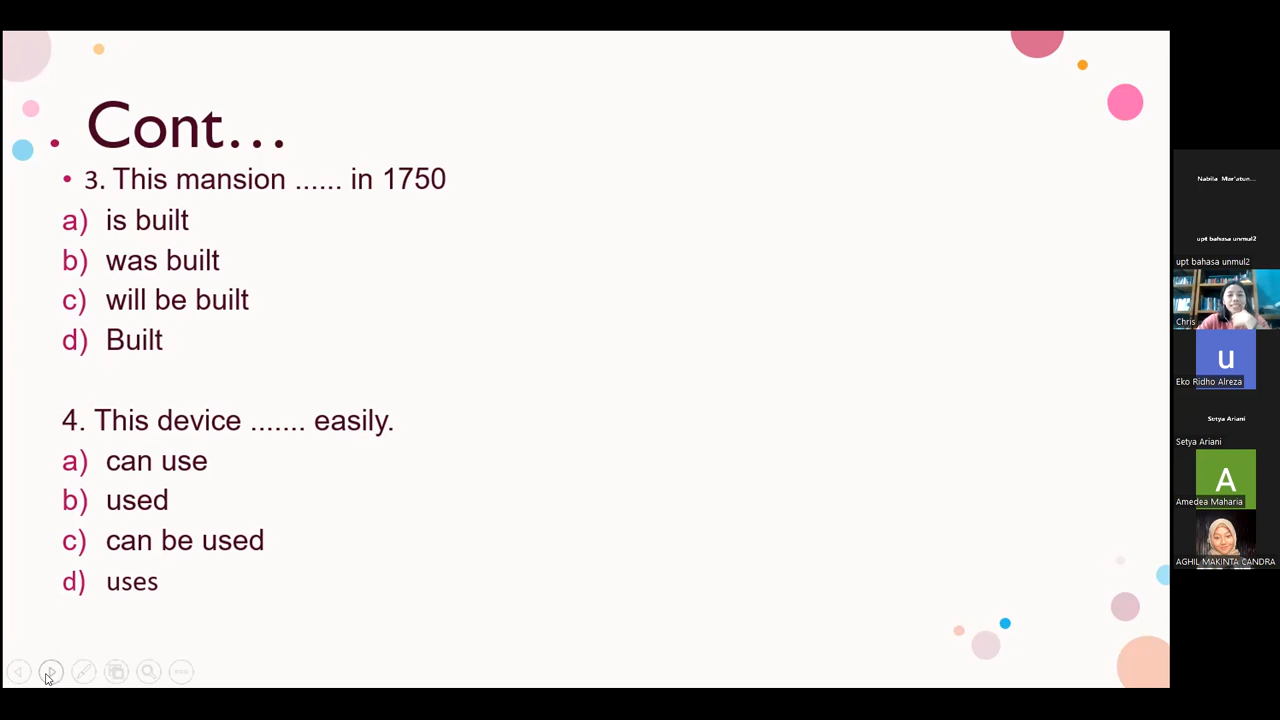 . Cont...
• 3. This mansion ...... in 1750
a) is built
b) was built
c) will be built
d) Built
4. This device ....... easily.
a) can use
b) used
c) can be used
d) uses
Nabila Mar'atun...
upt bahasa unmul2
upt bahasa unmul2
Chris
u
Eko Ridho Alreza
Setya Ariani
Setya Ariani
A
Amedea Maharia
AGHIL MAKINTA CANDRA